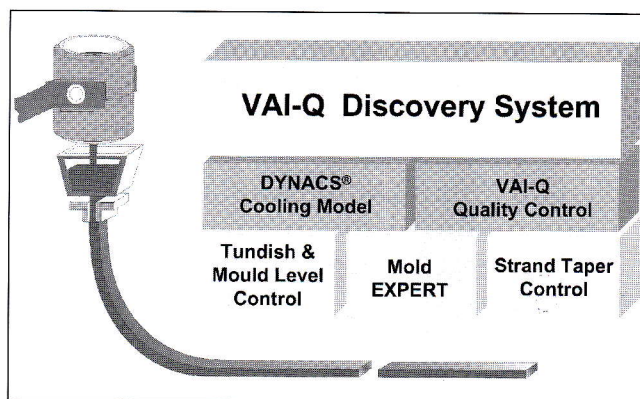 VAI-Q Discovery System
DYNACS®
Cooling Model
VAI-Q
Quality Control
Tundish &
Mould Level
Control
Mold
EXPERT
Strand Taper
Control